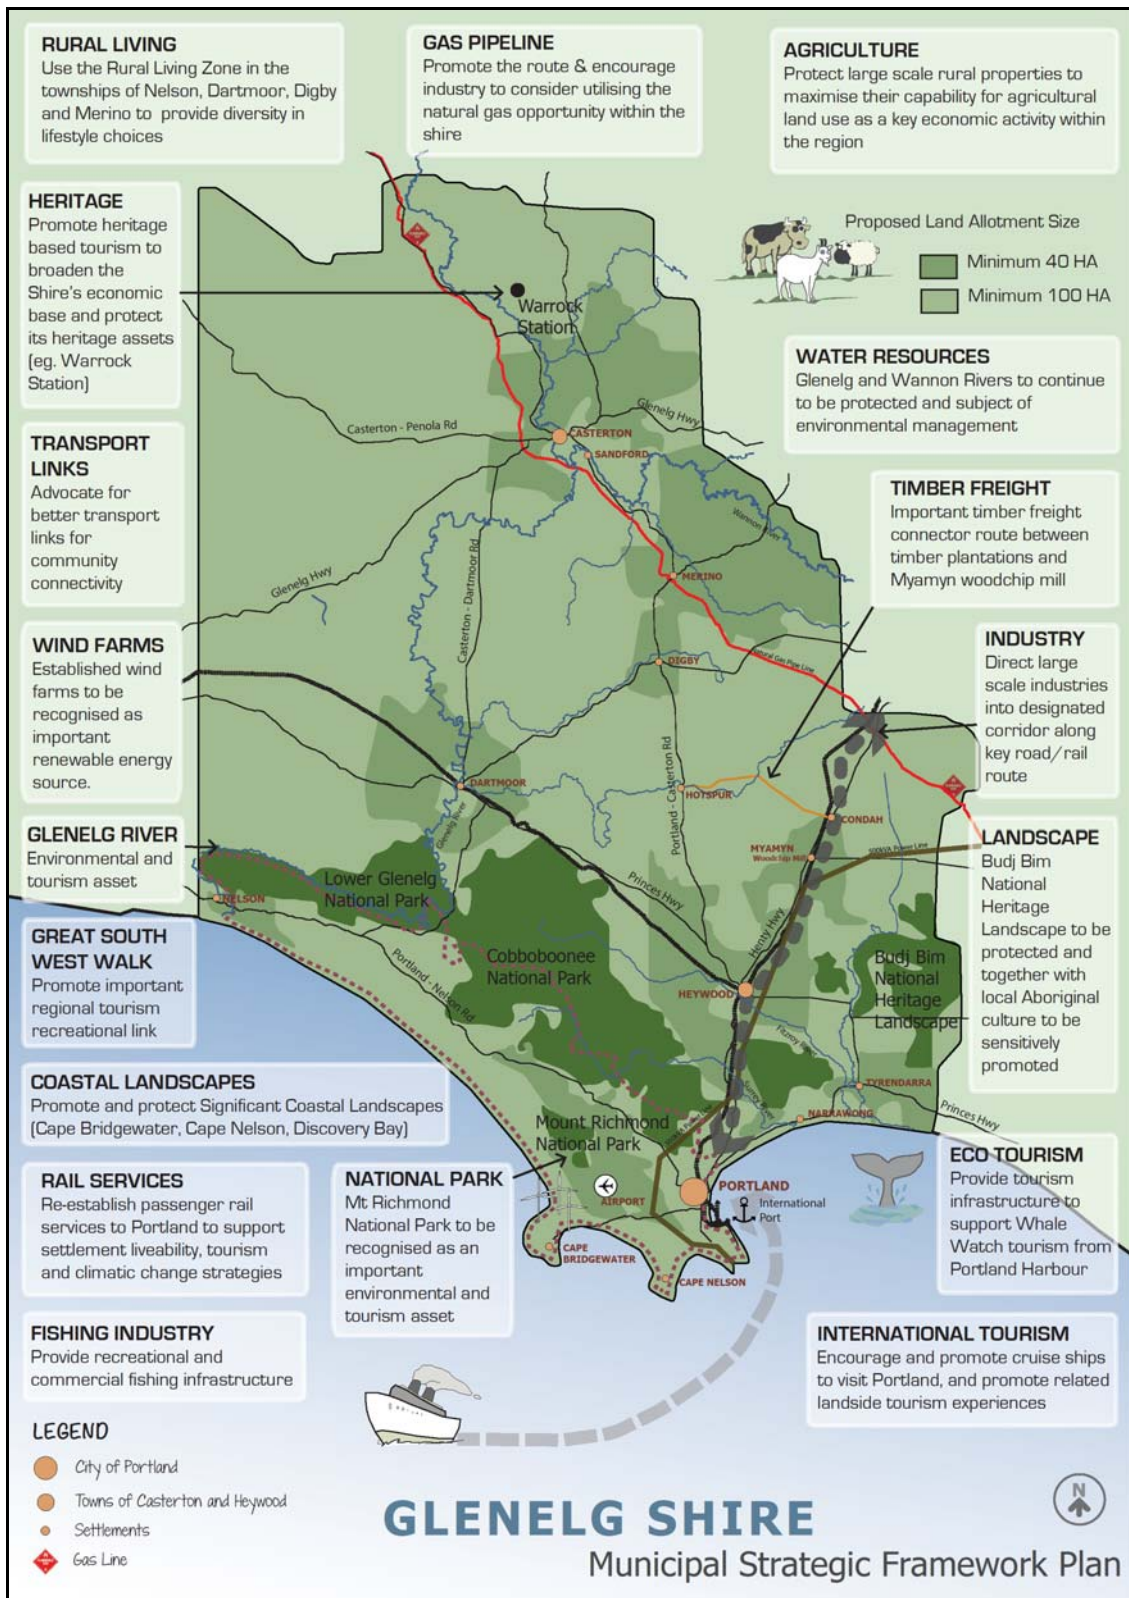 RURAL LIVING
Use the Rural Living Zone in the
townships of Nelson, Dartmoor, Digby
and Merino to provide diversity in
lifestyle choices
GAS PIPELINE
Promote the route & encourage
industry to consider utilising the
natural gas opportunity within the
shire
AGRICULTURE
Protect large scale rural properties to
maximise their capability for agricultural
land use as a key economic activity within
the region
HERITAGE
Promote heritage
based tourism to
broaden the
Shire's economic
base and protect
its heritage assets
(eg. Warrock
Station)
Proposed Land Allotment Size
Minimum 40 HA
Minimum 100 HA
Warrock
Station
WATER RESOURCES
Glenelg and Wannon Rivers to continue
to be protected and subject of
environmental management
TRANSPORT
LINKS
Advocate for
better transport
links for
community
connectivity
Casterton - Penola Rd
Glenelg Hwy
CASTERTON
SANDFORD
TIMBER FREIGHT
Important timber freight
connector route between
timber plantations and
Myamyn woodchip mill
Wannon River
Glenelg Hwy
Casterton - Dartmoor Rd
MERINO
WIND FARMS
Established wind
farms to be
recognised as
important
renewable energy
source.
DIGBY
Natural Gas Pipe Line
INDUSTRY
Direct large
scale industries
into designated
corridor along
key road/rail
route
DARTMOOR
Glenelg River
Portland - Casterton Rd
HOTSPUR
CONDAH
MYAMYN
Woodchip Mill
500KVA Power Line
GLENELG RIVER
Environmental and
tourism asset
LANDSCAPE
Budj Bim
National
Heritage
Landscape to be
protected and
together with
local Aboriginal
culture to be
sensitively
promoted
Lower Glenelg
National Park
NELSON
Princes Hwy
Henty Hwy
GREAT SOUTH
WEST WALK
Promote important
regional tourism
recreational link
Portland - Nelson Rd
Cobboboonee
National Park
HEYWOOD
Budj Bim
National
Heritage
Landscape
Fitzroy River
Surry River
TYRENDARRA
NARRAWONG
Princes Hwy
COASTAL LANDSCAPES
Promote and protect Significant Coastal Landscapes
(Cape Bridgewater, Cape Nelson, Discovery Bay)
Mount Richmond
National Park
RAIL SERVICES
Re-establish passenger rail
services to Portland to support
settlement liveability, tourism
and climatic change strategies
NATIONAL PARK
Mt Richmond
National Park to be
recognised as an
important
environmental and
tourism asset
AIRPORT
PORTLAND
International
Port
CAPE
BRIDGEWATER
CAPE NELSON
ECO TOURISM
Provide tourism
infrastructure to
support Whale
Watch tourism from
Portland Harbour
FISHING INDUSTRY
Provide recreational and
commercial fishing infrastructure
INTERNATIONAL TOURISM
Encourage and promote cruise ships
to visit Portland, and promote related
landside tourism experiences
LEGEND
City of Portland
Towns of Casterton and Heywood
Settlements
Gas Line
N
GLENELG SHIRE
Municipal Strategic Framework Plan